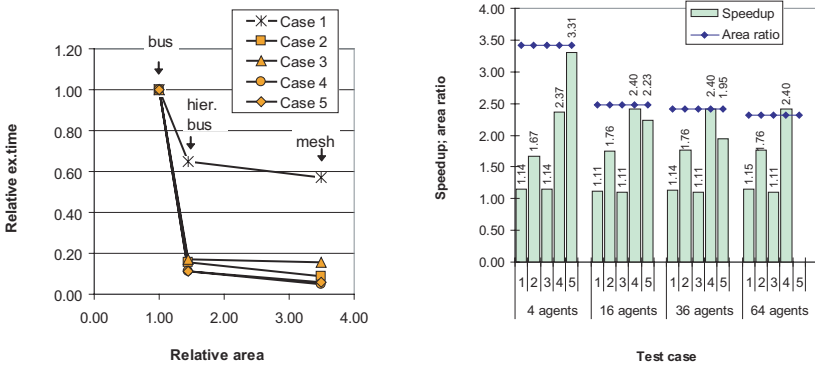 Case 1
Case 2
Case 3
Case 4
Case 5
bus
hier.
bus
mesh
1.20
1.00
0.80
0.60
0.40
0.20
0.00
0.00 1.00 2.00 3.00 4.00
Relative ex.time
Relative area
Speedup
Area ratio
4.00
3.50
3.00
2.50
2.00
1.50
1.00
0.50
0.00
Speedup; area ratio
1.14 1.67 1.14 2.37 3.31
1.11 1.76 1.11 2.40 2.23
1.14 1.76 1.11 2.40 1.95
1.15 1.76 1.11 2.40
1 2 3 4 5 1 2 3 4 5 1 2 3 4 5 1 2 3 4 5
4 agents 16 agents 36 agents 64 agents
Test case